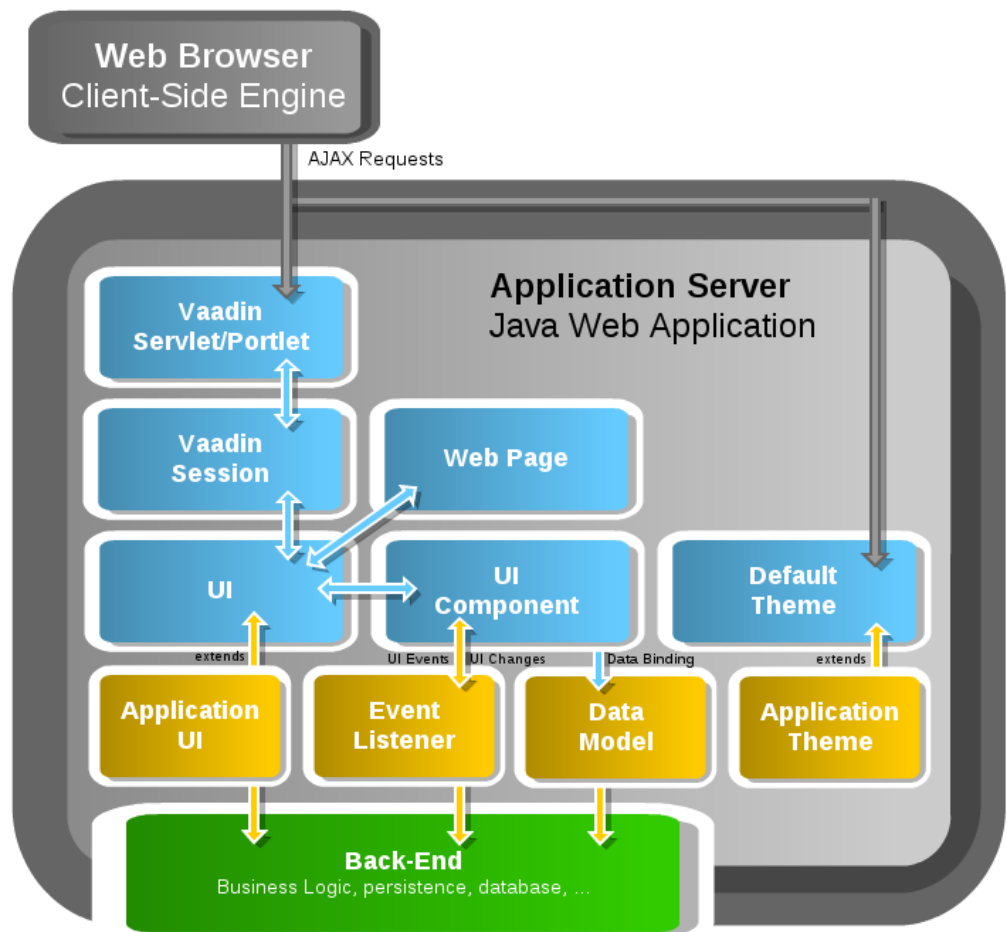 Web Browser
Client-Side Engine
AJAX Requests
Application Server
Java Web Application
Vaadin
Servlet/Portlet
Vaadin
Session
Web Page
UI
UI
Component
Default
Theme
extends
UI Events
UI Changes
Data Binding
extends
Application
UI
Event
Listener
Data
Model
Application
Theme
Back-End
Business Logic, persistence, database, ...